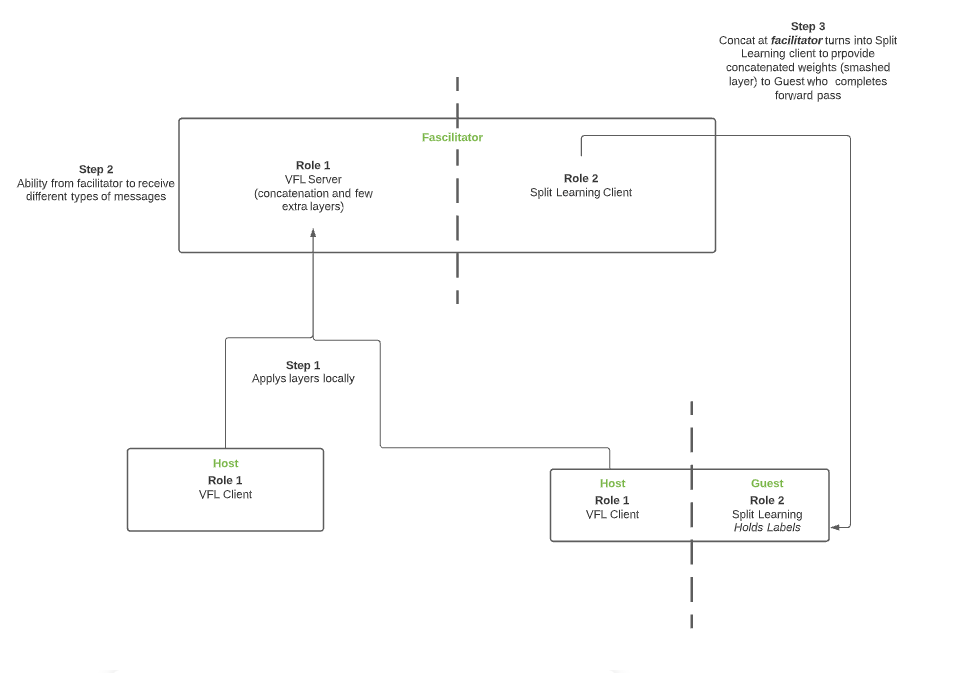 Step 3
Concat at facilitator turns into Split
Learning client to prpovide
concatenated weights (smashed
layer) to Guest who completes
forward pass
Fascilitator
Step 2
Ability from facilitator to receive
different types of messages
Role 1
VFL Server
(concatenation and few
extra layers)
Role 2
Split Learning Client
Step 1
Applys layers locally
Host
Role 1
VFL Client
Host
Role 1
VFL Client
Guest
Role 2
Split Learning
Holds Labels